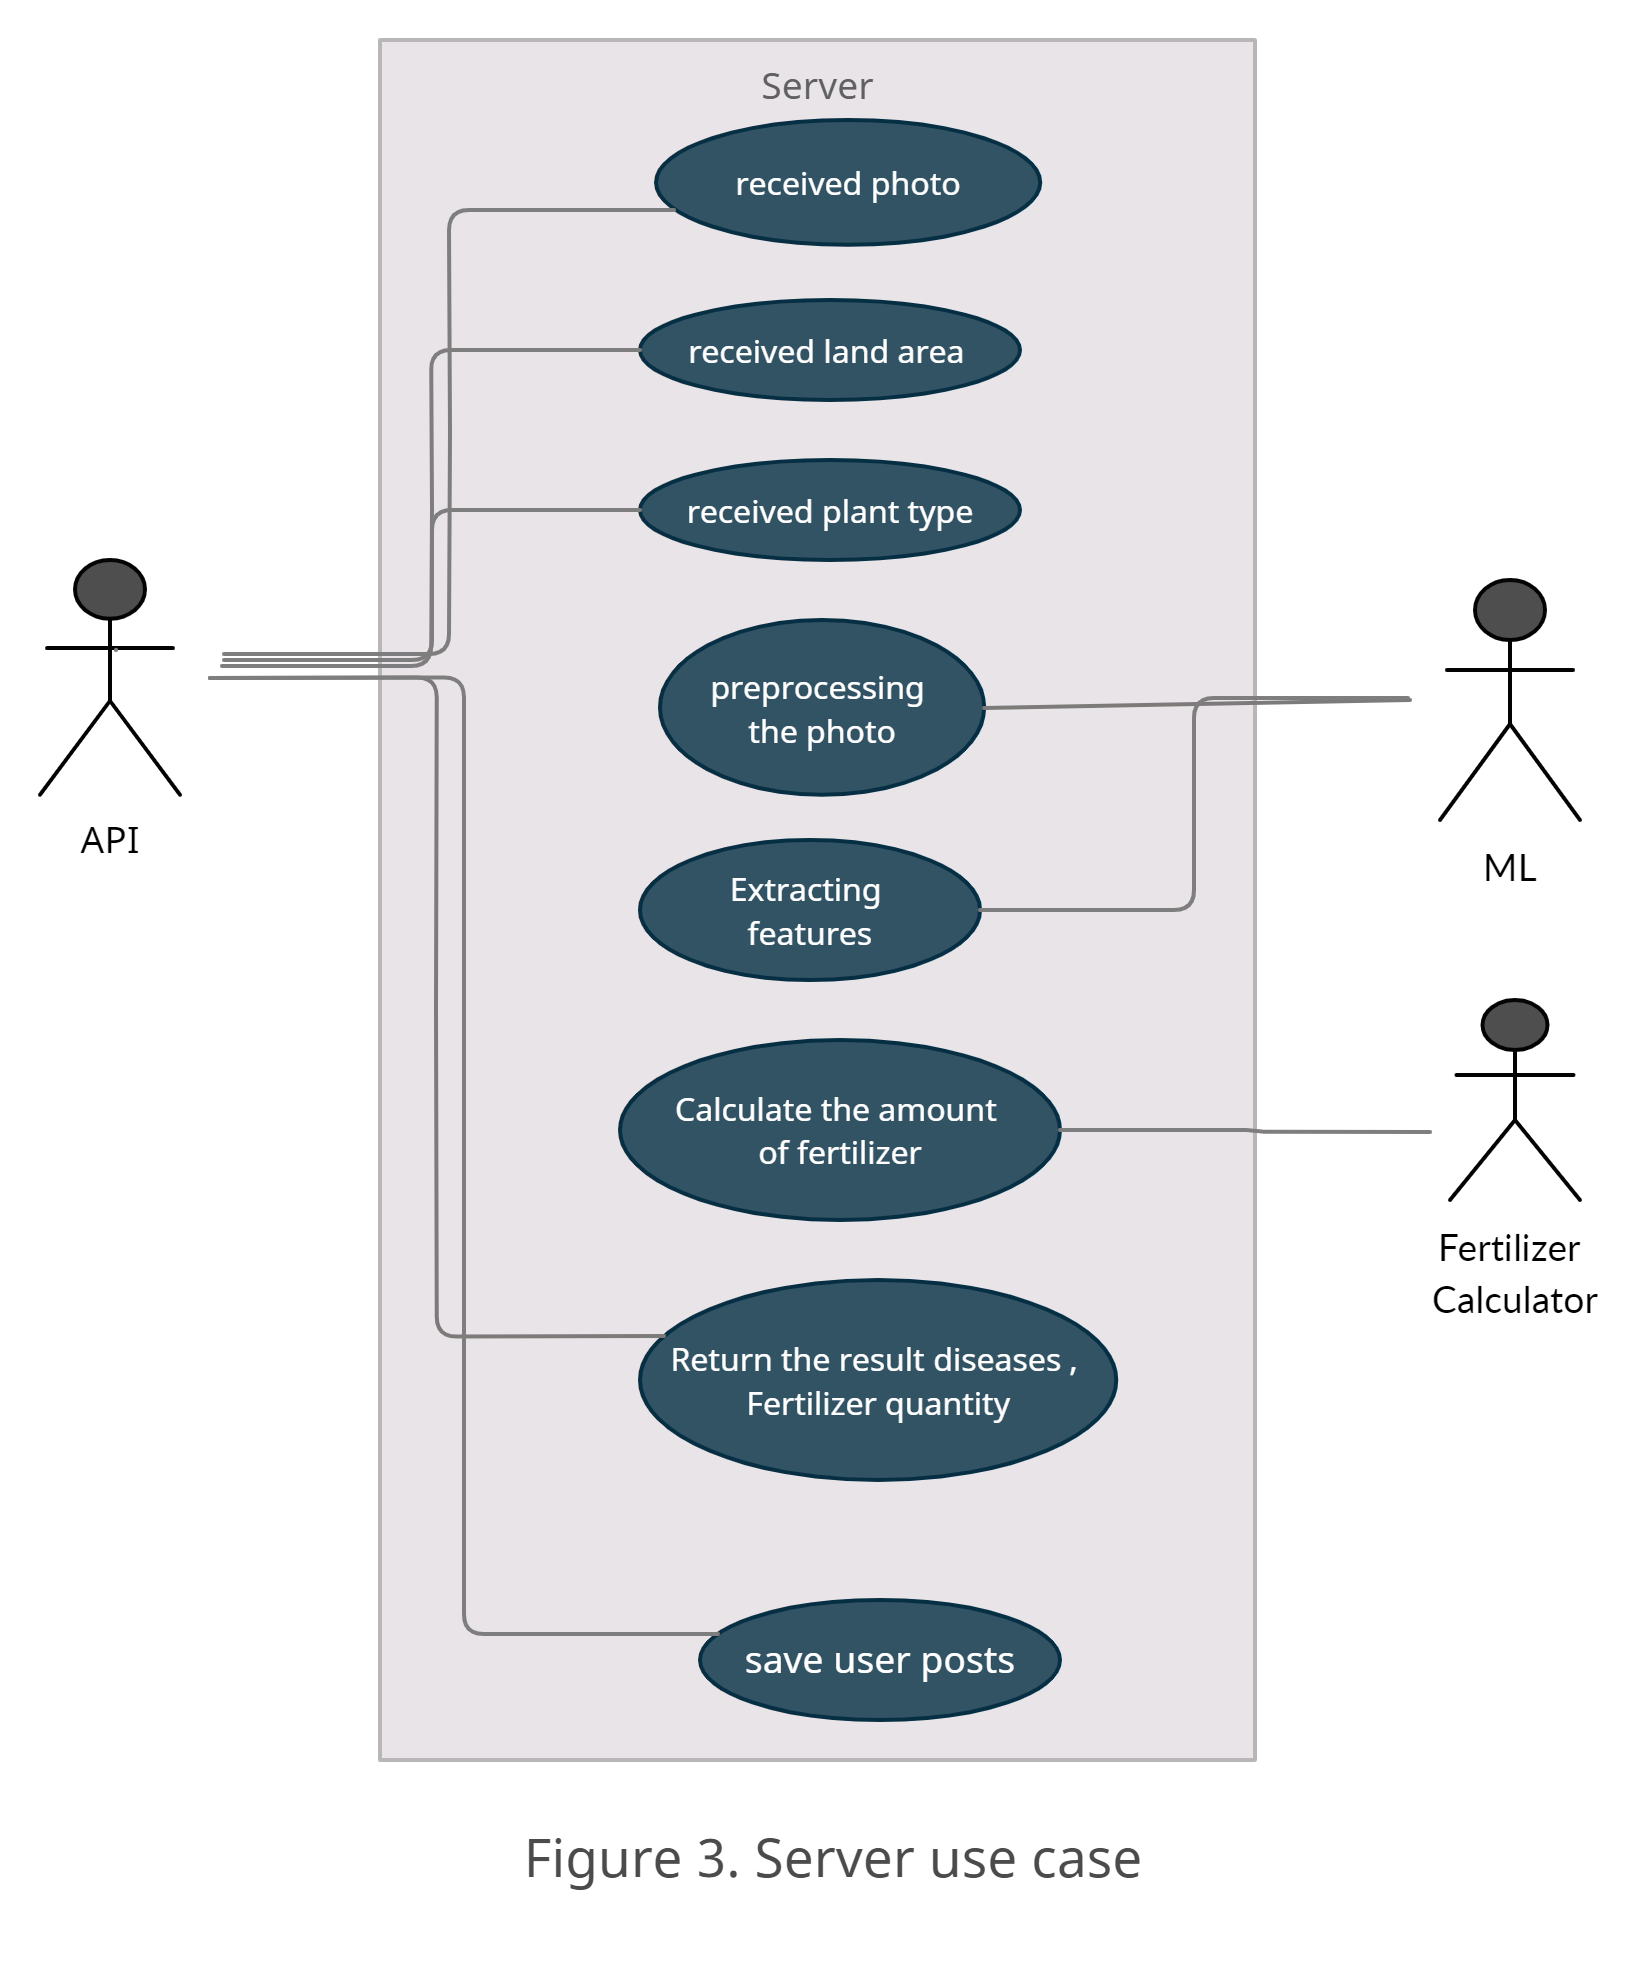 Server
received photo
received land area
received plant type
preprocessing
the photo
API
ML
Extracting
features
Calculate the amount
of fertilizer
Fertilizer
Calculator
Return the result diseases ,
Fertilizer quantity
save user posts
Figure 3. Server use case